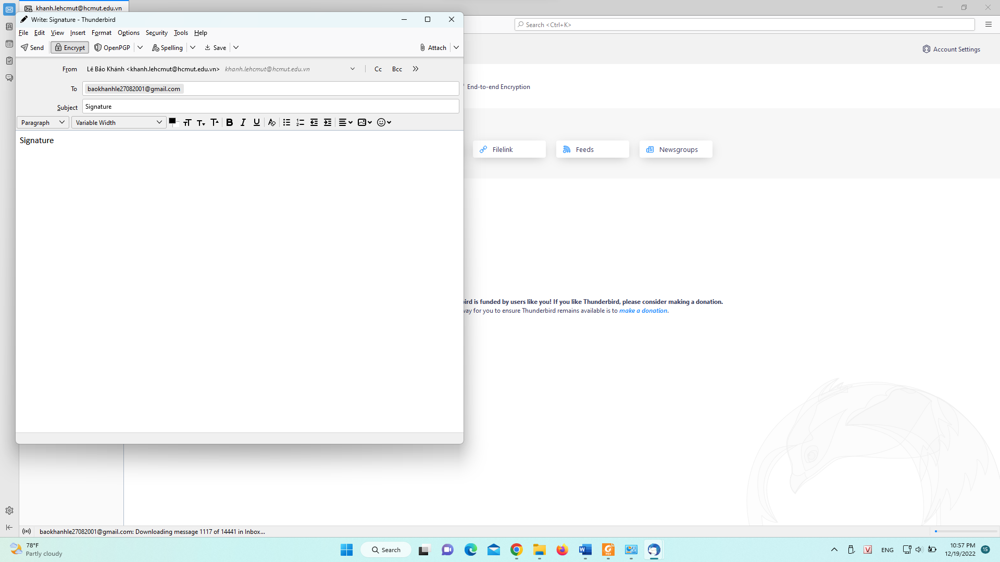 khanh.lehcmut@hcmut.edu.vn
Write: Signature - Thunderbird
File Edit View Insert Format Options Security Tools Help
Search <Ctrl+K>
Send Encrypt OpenPGP Spelling Save Attach
Account Settings
From Lê Bảo Khánh <khanh.lehcmut@hcmut.edu.vn> khanh.lehcmut@hcmut.edu.vn Cc Bcc
To baokhanhle27082001@gmail.com
End-to-end Encryption
Subject Signature
Paragraph Variable Width
Signature
Filelink Feeds Newsgroups
is funded by users like you! If you like Thunderbird, please consider making a donation.
for you to ensure Thunderbird remains available is to make a donation.
baokhanhle27082001@gmail.com: Downloading message 1117 of 14441 in Inbox...
78°F
Partly cloudy
Search
ENG
10:57 PM
12/19/2022
15